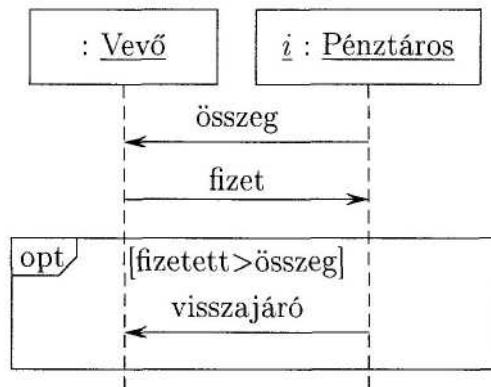 : Vevő
i : Pénztáros
összeg
fizet
opt
[fizetett>összeg]
visszajáró